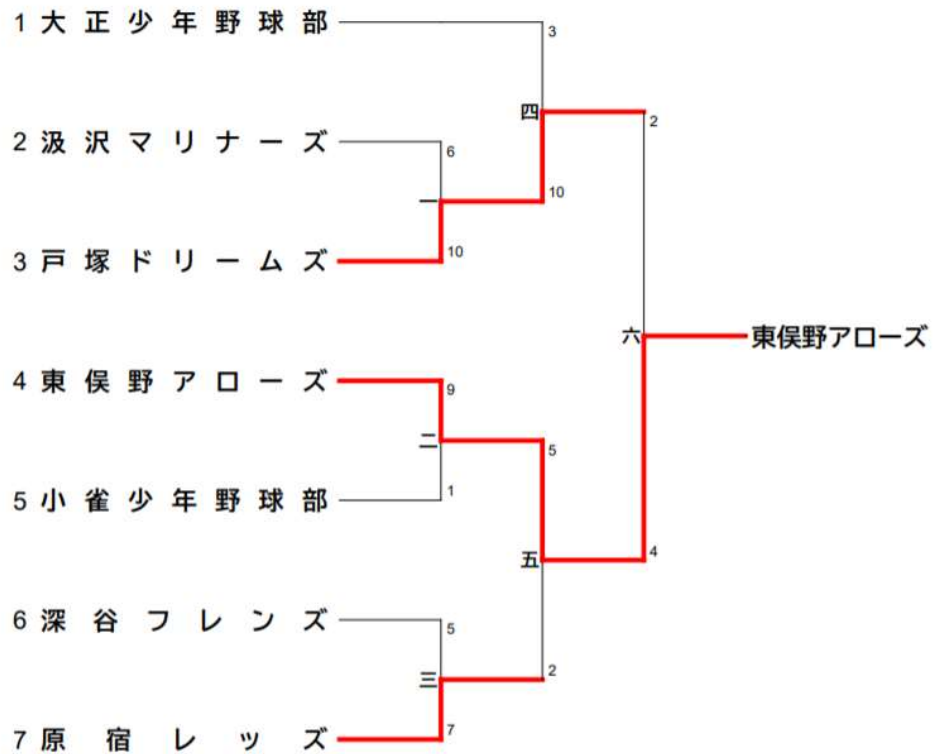 1 大正少年野球部
3
四
2
2 汲沢マリナーズ
6
一
10
3 戸塚ドリームズ
10
六
東俣野アローズ
4 東俣野アローズ
9
二
5
5 小雀少年野球部
1
五
4
6 深谷フレンズ
5
三
2
7 原宿レッズ
7